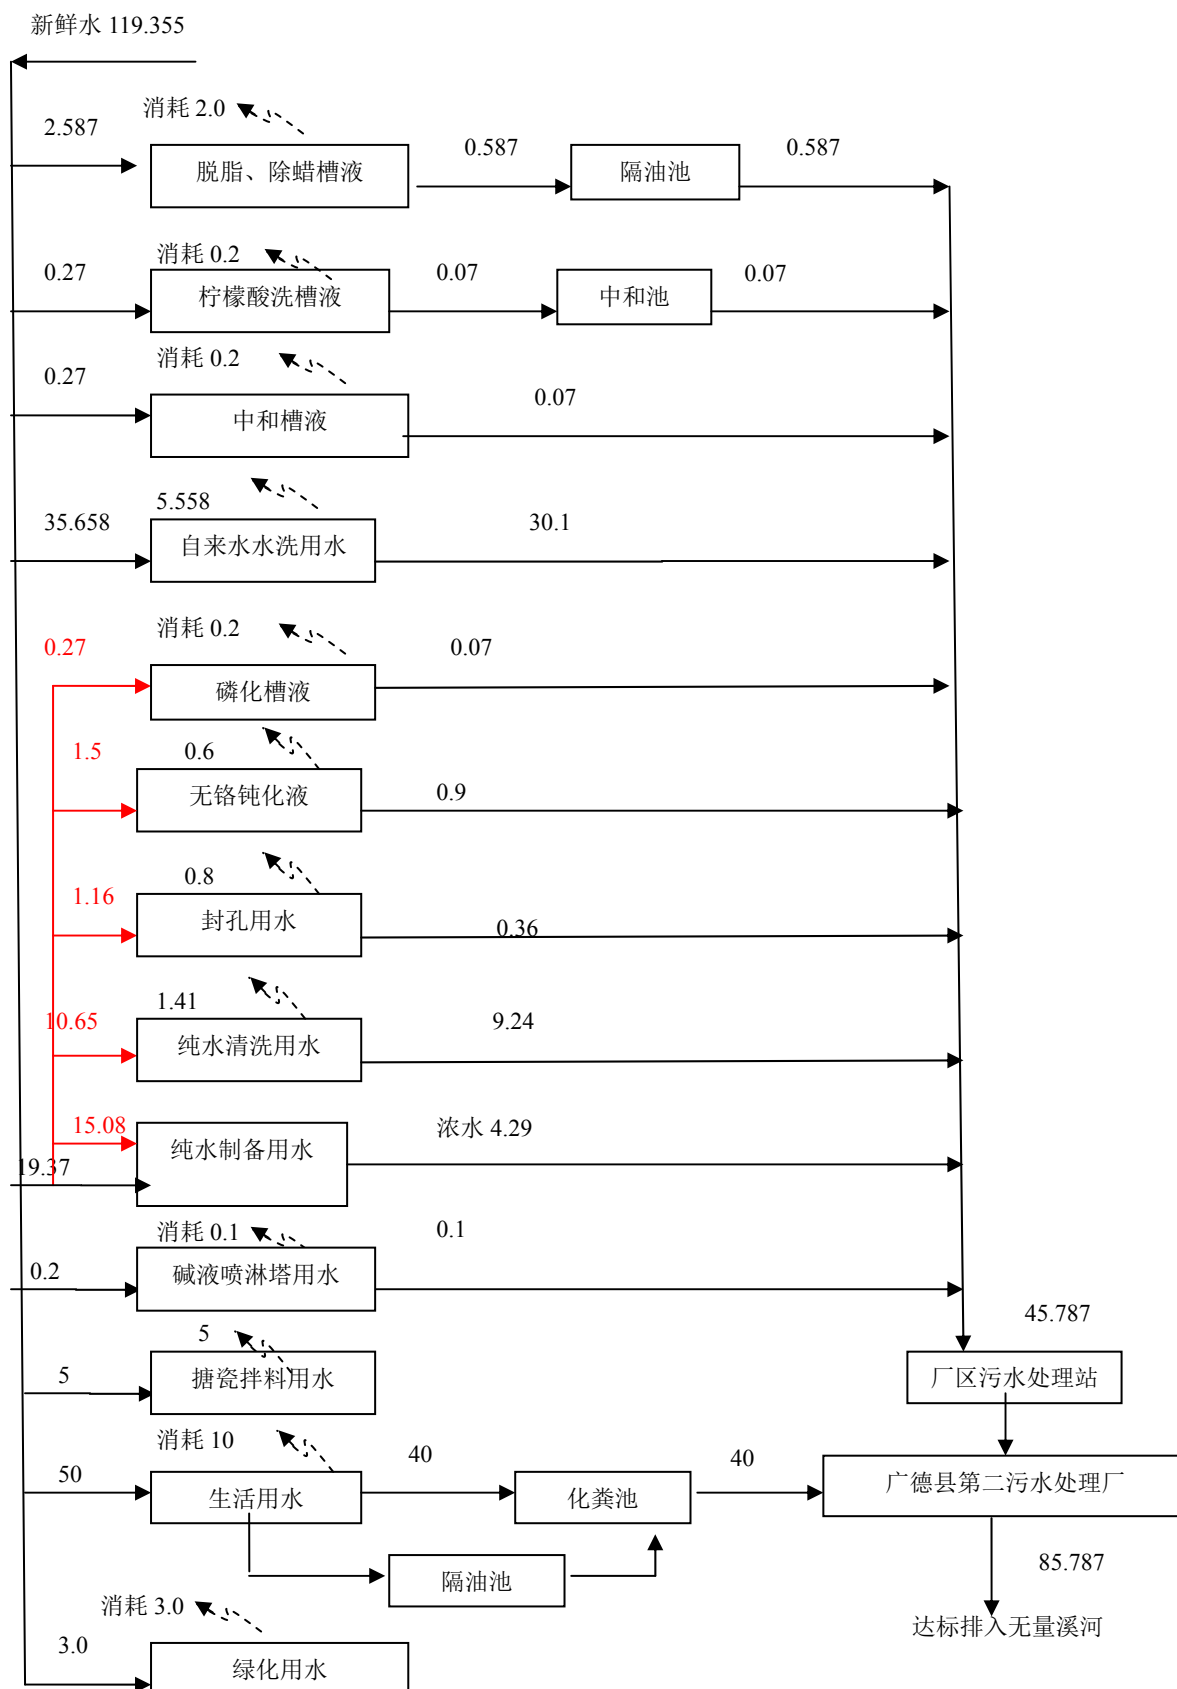 新鲜水 119.355
消耗 2.0
2.587
脱脂、除蜡槽液
0.587
隔油池
0.587
消耗 0.2
0.27
柠檬酸洗槽液
0.07
中和池
0.07
消耗 0.2
0.27
中和槽液
0.07
5.558
35.658
自来水水洗用水
30.1
消耗 0.2
0.27
磷化槽液
0.07
0.6
1.5
无铬钝化液
0.9
0.8
1.16
封孔用水
0.36
1.41
10.65
纯水清洗用水
9.24
15.08
纯水制备用水
浓水 4.29
19.37
消耗 0.1
0.1
0.2
碱液喷淋塔用水
45.787
5
5
搪瓷拌料用水
厂区污水处理站
消耗 10
50
生活用水
40
化粪池
40
广德县第二污水处理厂
隔油池
85.787
达标排入无量溪河
消耗 3.0
3.0
绿化用水